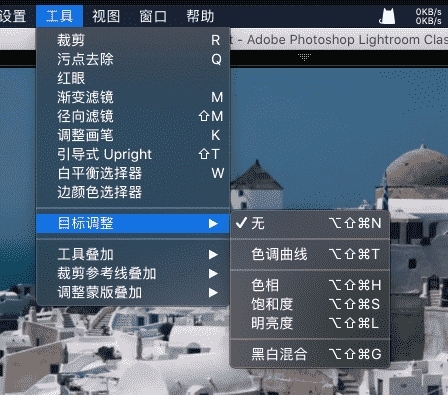 设置 工具 视图 窗口 帮助 0KB/s
0KB/s
t - Adobe Photoshop Lightroom Clas
裁剪 R
污点去除 Q
红眼
渐变滤镜 M
径向滤镜 ⇧M
调整画笔 K
引导式 Upright ⇧T
白平衡选择器 W
边颜色选择器
目标调整 ▶
工具叠加 ▶
裁剪参考线叠加 ▶
调整蒙版叠加 ▶
✓ 无 ⌥⇧⌘N
色调曲线 ⌥⇧⌘T
色相 ⌥⇧⌘H
饱和度 ⌥⇧⌘S
明亮度 ⌥⇧⌘L
黑白混合 ⌥⇧⌘G